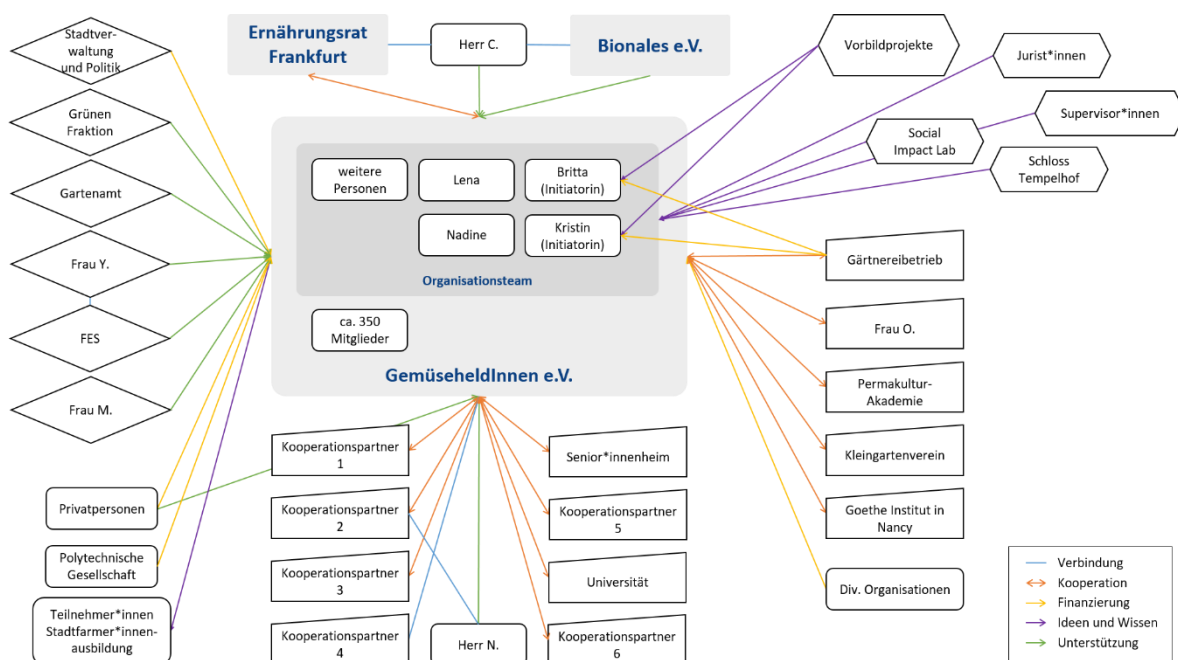 Stadtver-
waltung
und Politik
Grünen
Fraktion
Gartenamt
Frau Y.
FES
Frau M.
Privatpersonen
Polytechnische
Gesellschaft
Teilnehmer*innen
Stadtfarmer*innen-
ausbildung
Ernährungsrat
Frankfurt
Herr C.
Bionales e.V.
weitere
Personen
Lena
Britta
(Initiatorin)
Nadine
Kristin
(Initiatorin)
Organisationsteam
ca. 350
Mitglieder
GemüseheldInnen e.V.
Kooperationspartner
1
Kooperationspartner
2
Kooperationspartner
3
Kooperationspartner
4
Herr N.
Senior*innenheim
Kooperationspartner
5
Universität
Kooperationspartner
6
Vorbildprojekte
Jurist*innen
Supervisor*innen
Social
Impact Lab
Schloss
Tempelhof
Gärtnereibetrieb
Frau O.
Permakultur-
Akademie
Kleingartenverein
Goethe Institut in
Nancy
Div. Organisationen
Verbindung
Kooperation
Finanzierung
Ideen und Wissen
Unterstützung